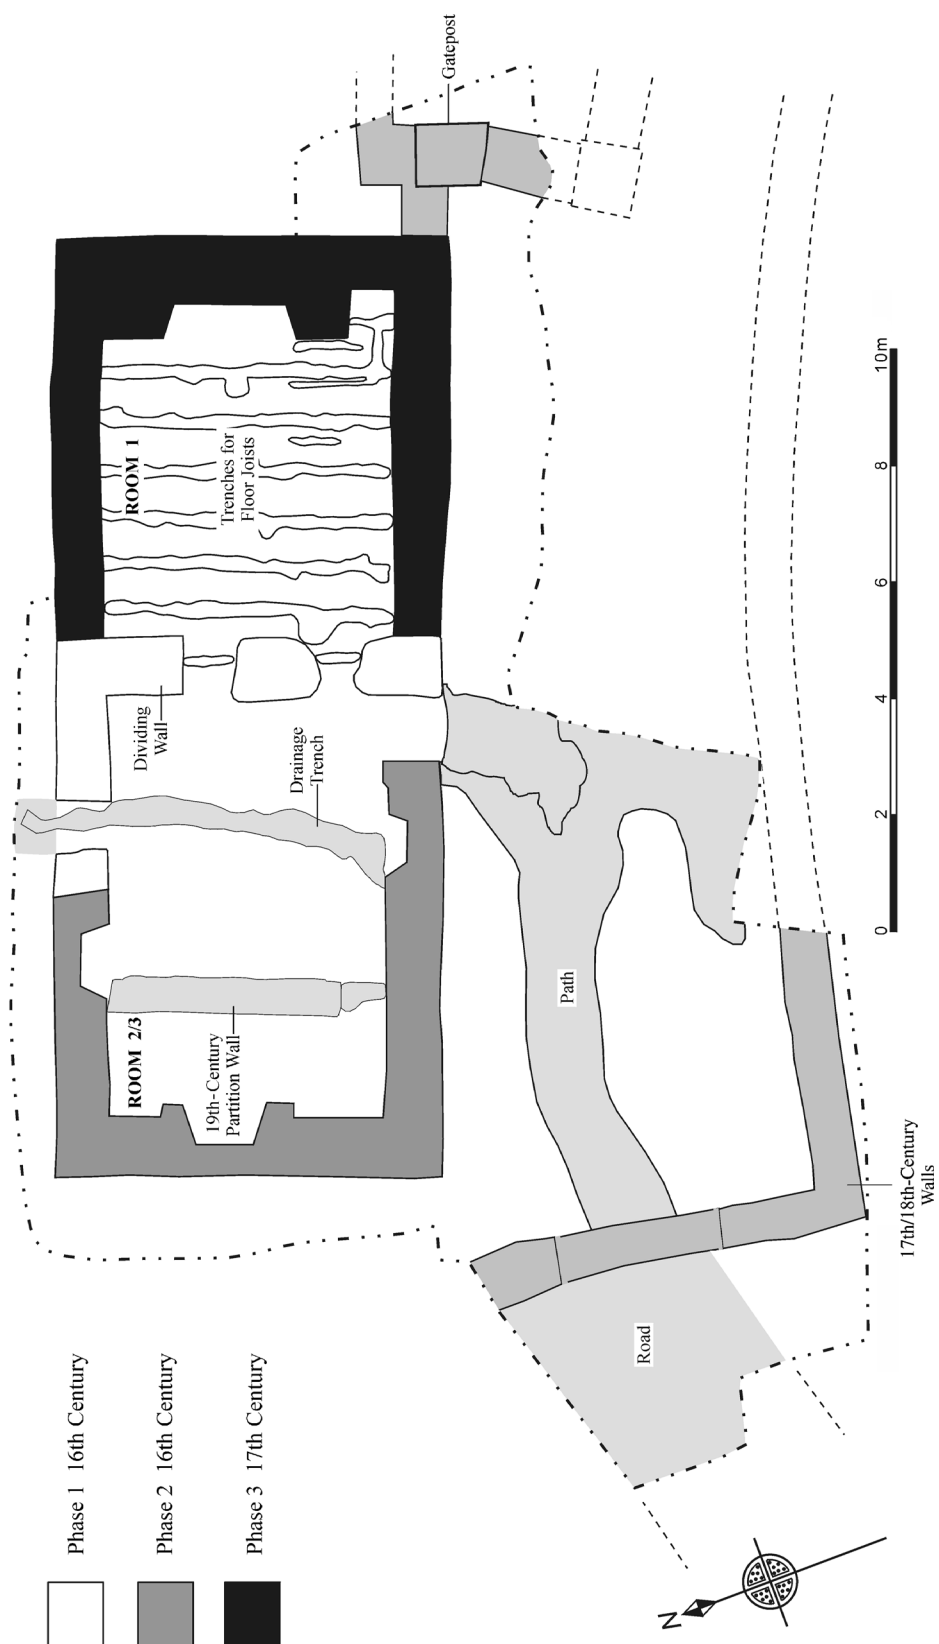 Phase 1 16th Century
Phase 2 16th Century
Phase 3 17th Century
ROOM 2/3
19th-Century
Partition Wall
Dividing
Wall
Drainage
Trench
ROOM 1
Trenches for
Floor Joists
Gatepost
Road
Path
17th/18th-Century
Walls
N
0
2
4
6
8
10m